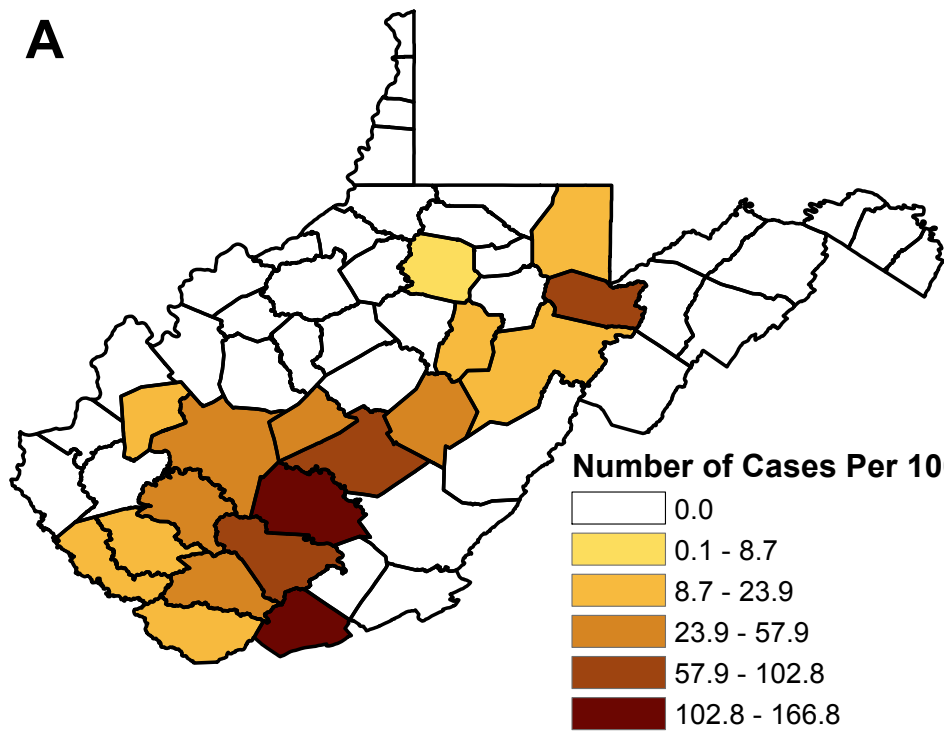 A
Number of Cases Per 10
0.0
0.1 - 8.7
8.7 - 23.9
23.9 - 57.9
57.9 - 102.8
102.8 - 166.8